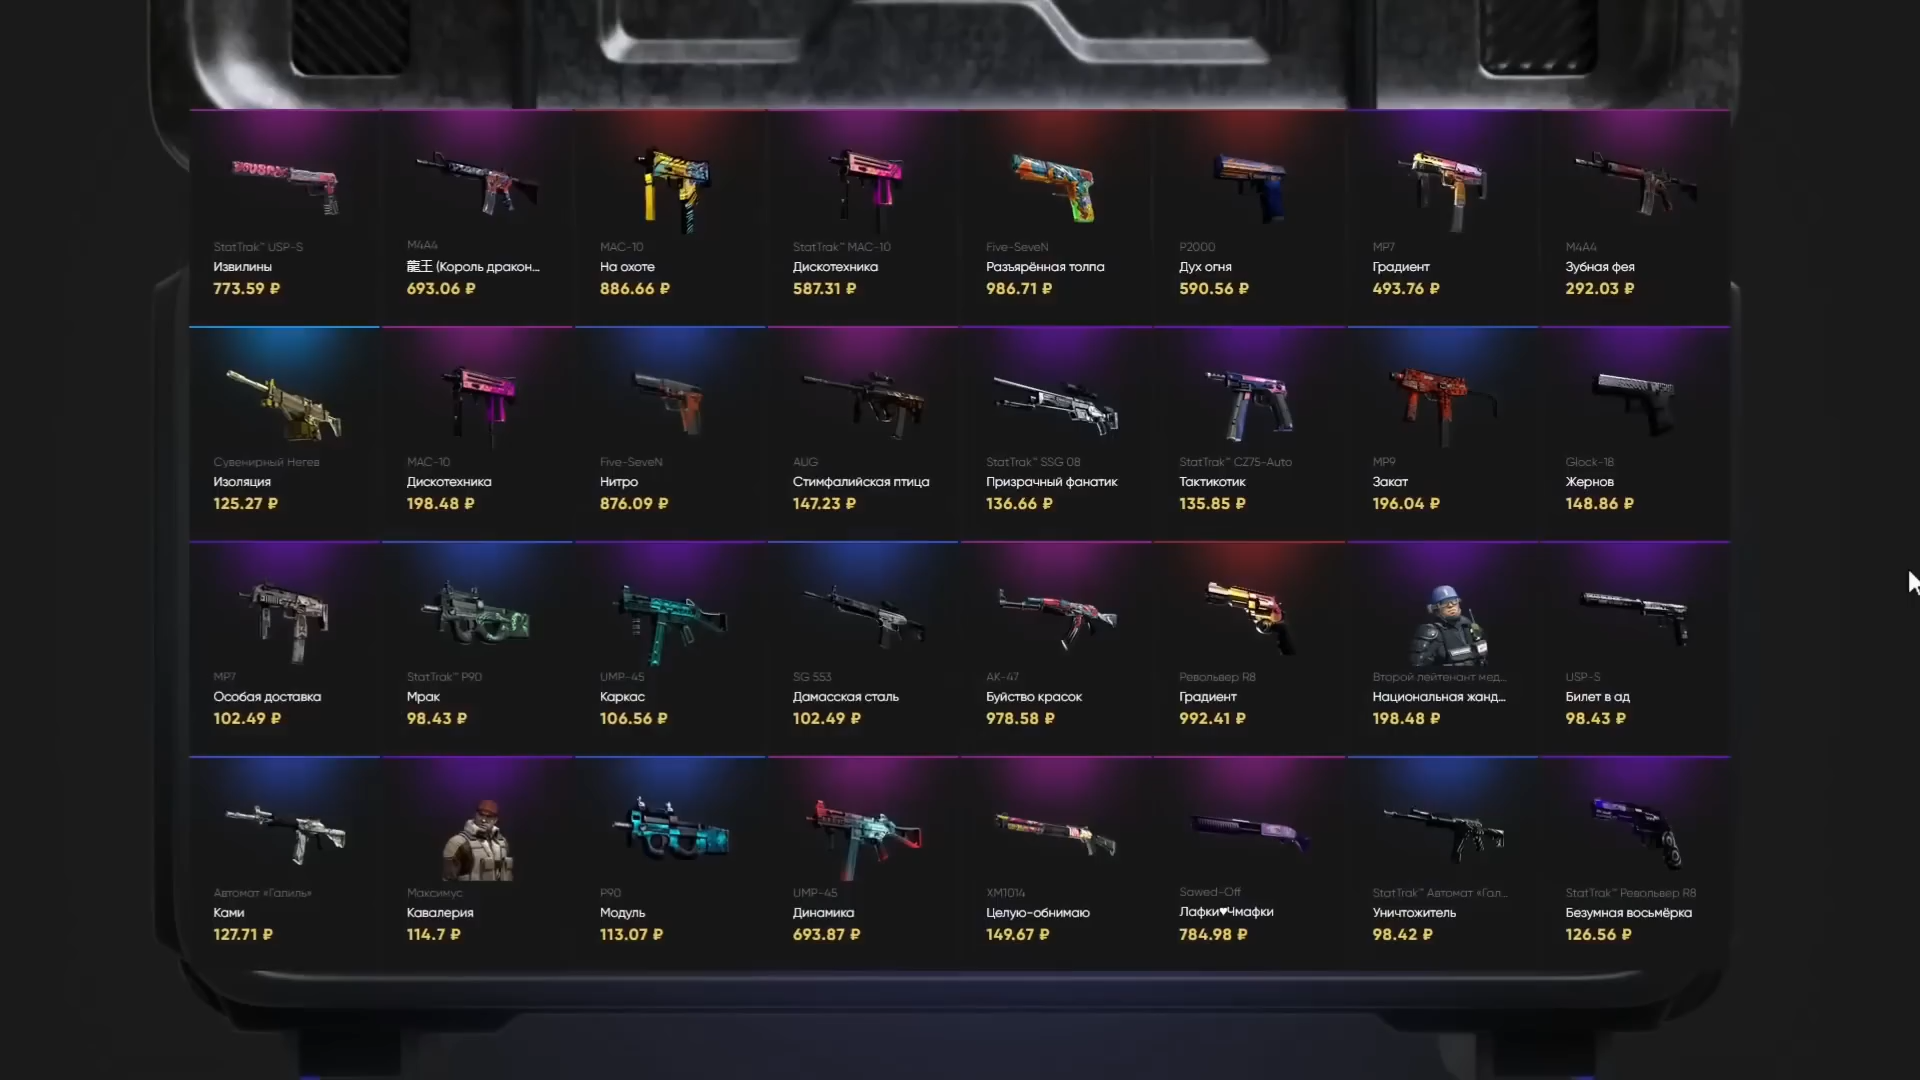 StatTrak™ USP-S
Извилины
773.59 ₽
M4A4
龍王 (Король дракон...
693.06 ₽
MAC-10
На охоте
886.66 ₽
StatTrak™ MAC-10
Дискотехника
587.31 ₽
Five-SeveN
Разъярённая толпа
986.71 ₽
P2000
Дух огня
590.56 ₽
MP7
Градиент
493.76 ₽
M4A4
Зубная фея
292.03 ₽
Сувенирный Негев
Изоляция
125.27 ₽
MAC-10
Дискотехника
198.48 ₽
Five-SeveN
Нитро
876.09 ₽
AUG
Стимфалийская птица
147.23 ₽
StatTrak™ SSG 08
Призрачный фанатик
136.66 ₽
StatTrak™ CZ75-Auto
Тактикотик
135.85 ₽
MP9
Закат
196.04 ₽
Glock-18
Жернов
148.86 ₽
MP7
Особая доставка
102.49 ₽
StatTrak™ P90
Мрак
98.43 ₽
UMP-45
Каркас
106.56 ₽
SG 553
Дамасская сталь
102.49 ₽
AK-47
Буйство красок
978.58 ₽
Револьвер R8
Градиент
992.41 ₽
Второй лейтенант мед...
Национальная жанд...
198.48 ₽
USP-S
Билет в ад
98.43 ₽
Автомат «Галиль»
Ками
127.71 ₽
Максимус
Кавалерия
114.7 ₽
P90
Модуль
113.07 ₽
UMP-45
Динамика
693.87 ₽
XM1014
Целую-обнимаю
149.67 ₽
Sawed-Off
Лафки♥Чмафки
784.98 ₽
StatTrak™ Автомат «Гал...
Уничтожитель
98.42 ₽
StatTrak™ Револьвер R8
Безумная восьмёрка
126.56 ₽